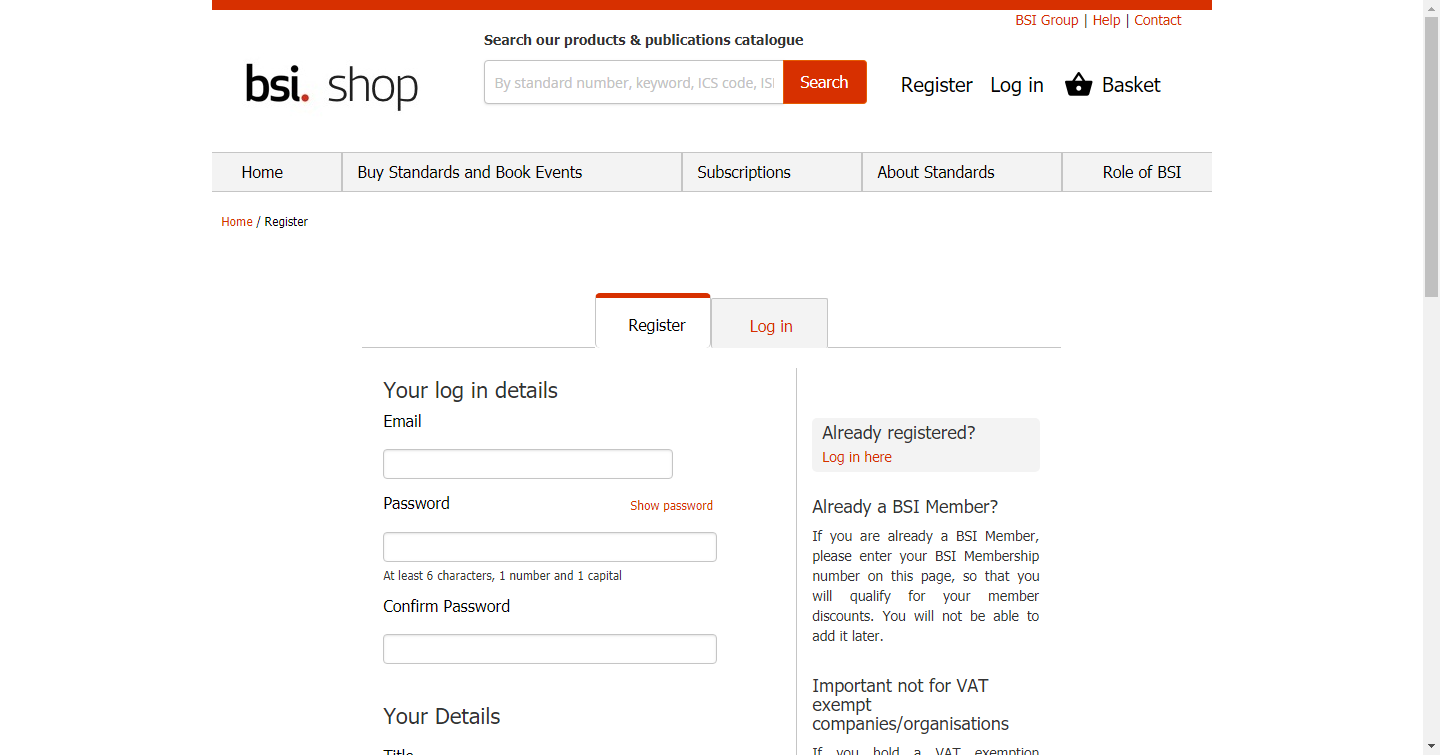 BSI Group | Help | Contact
Search our products & publications catalogue
bsi. shop
By standard number, keyword, ICS code, ISI
Search
Register
Log in
Basket
Home
Buy Standards and Book Events
Subscriptions
About Standards
Role of BSI
Home / Register
Register
Log in
Your log in details
Email
Password
Show password
At least 6 characters, 1 number and 1 capital
Confirm Password
Your Details
Title
Already registered?
Log in here
Already a BSI Member?
If you are already a BSI Member,
please enter your BSI Membership
number on this page, so that you
will qualify for your member
discounts. You will not be able to
add it later.
Important not for VAT
exempt
companies/organisations
If you hold a VAT exemption